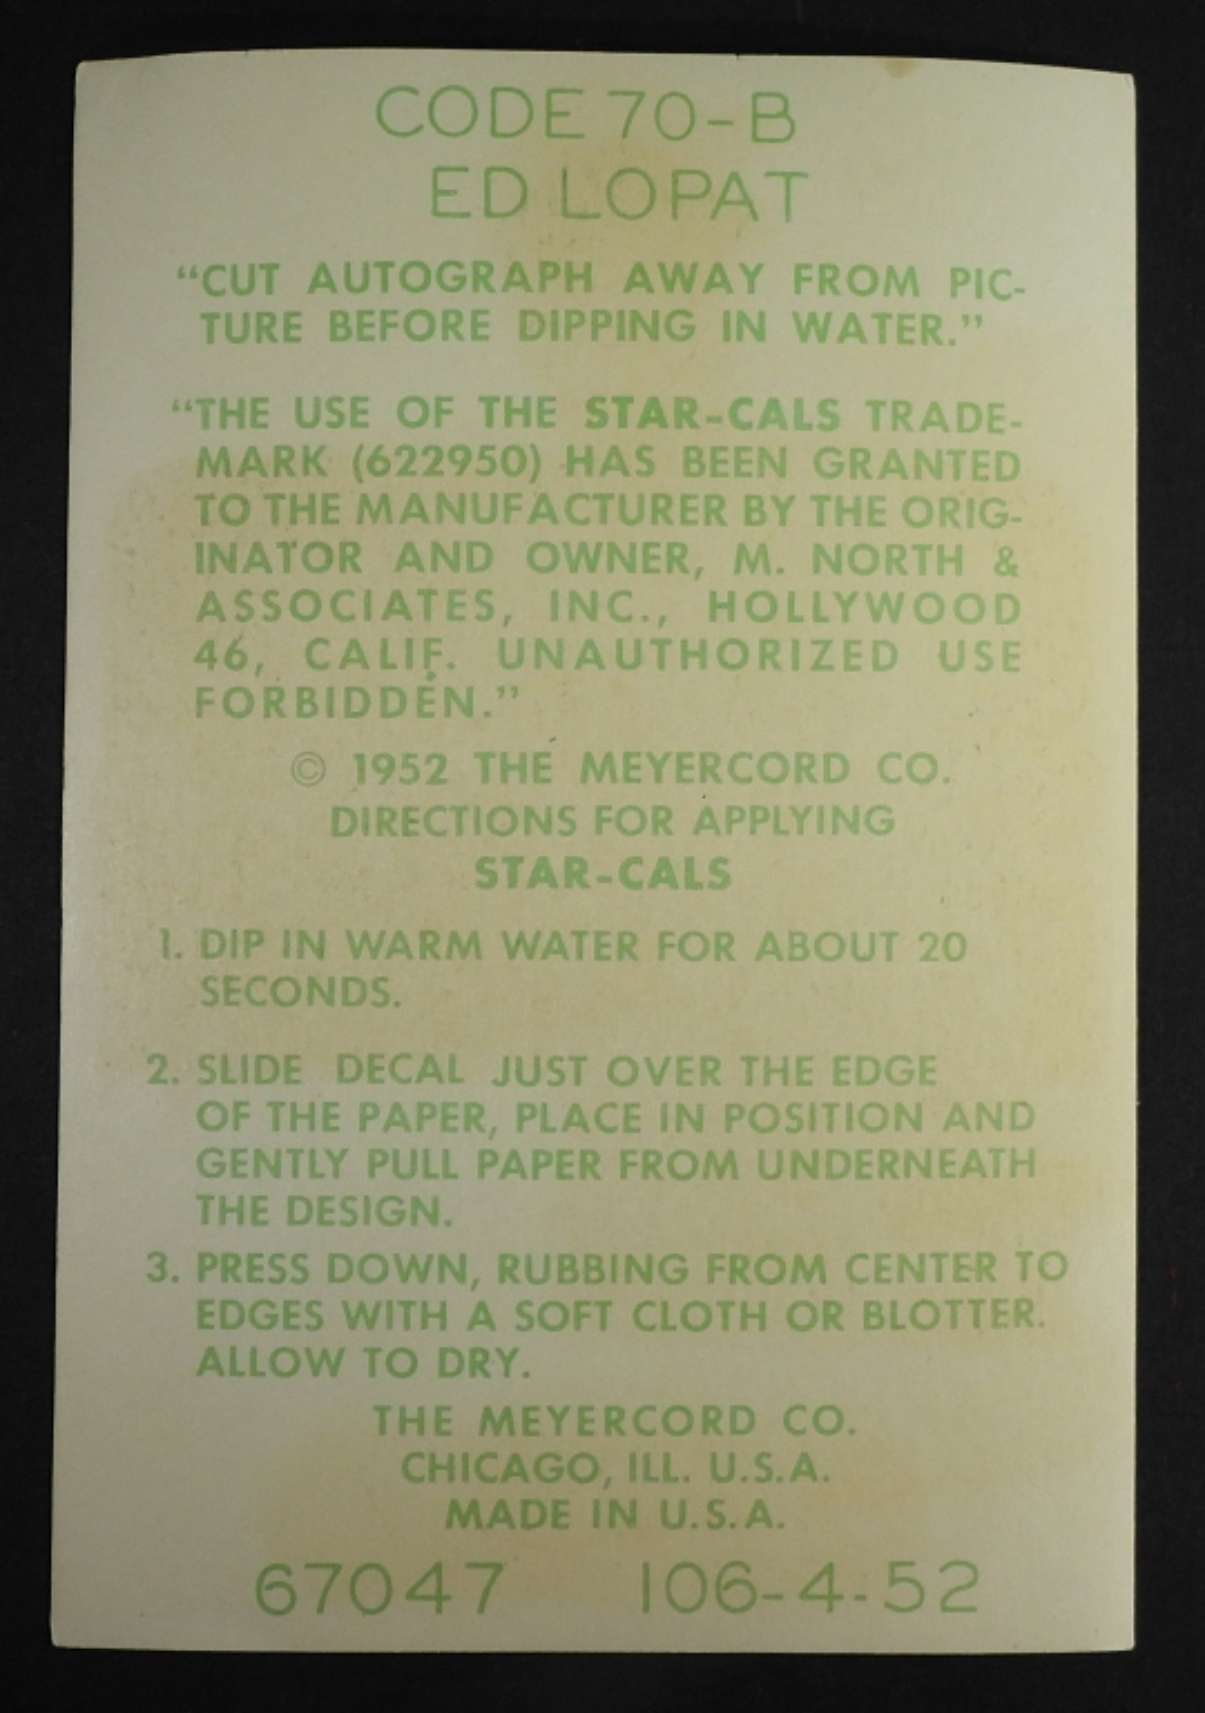 CODE 70-B
ED LOPAT
“CUT AUTOGRAPH AWAY FROM PIC-
TURE BEFORE DIPPING IN WATER.”
“THE USE OF THE STAR-CALS TRADE-
MARK (622950) HAS BEEN GRANTED
TO THE MANUFACTURER BY THE ORIG-
INATOR AND OWNER, M. NORTH &
ASSOCIATES, INC., HOLLYWOOD
46, CALIF. UNAUTHORIZED USE
FORBIDDEN.”
© 1952 THE MEYERCORD CO.
DIRECTIONS FOR APPLYING
STAR-CALS
1. DIP IN WARM WATER FOR ABOUT 20
SECONDS.
2. SLIDE DECAL JUST OVER THE EDGE
OF THE PAPER, PLACE IN POSITION AND
GENTLY PULL PAPER FROM UNDERNEATH
THE DESIGN.
3. PRESS DOWN, RUBBING FROM CENTER TO
EDGES WITH A SOFT CLOTH OR BLOTTER.
ALLOW TO DRY.
THE MEYERCORD CO.
CHICAGO, ILL. U.S.A.
MADE IN U.S.A.
67047 106-4-52